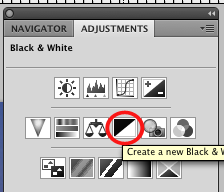 NAVIGATOR ADJUSTMENTS
Black & White
Create a new Black & W